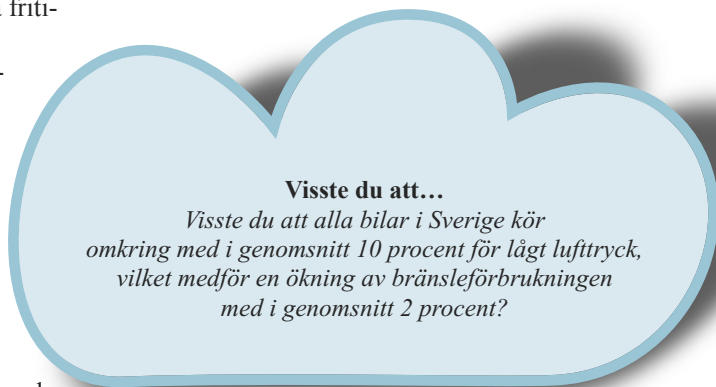 friti-
-
Visste du att…
Visste du att alla bilar i Sverige kör
omkring med i genomsnitt 10 procent för lågt lufttryck,
vilket medför en ökning av bränsleförbrukningen
med i genomsnitt 2 procent?